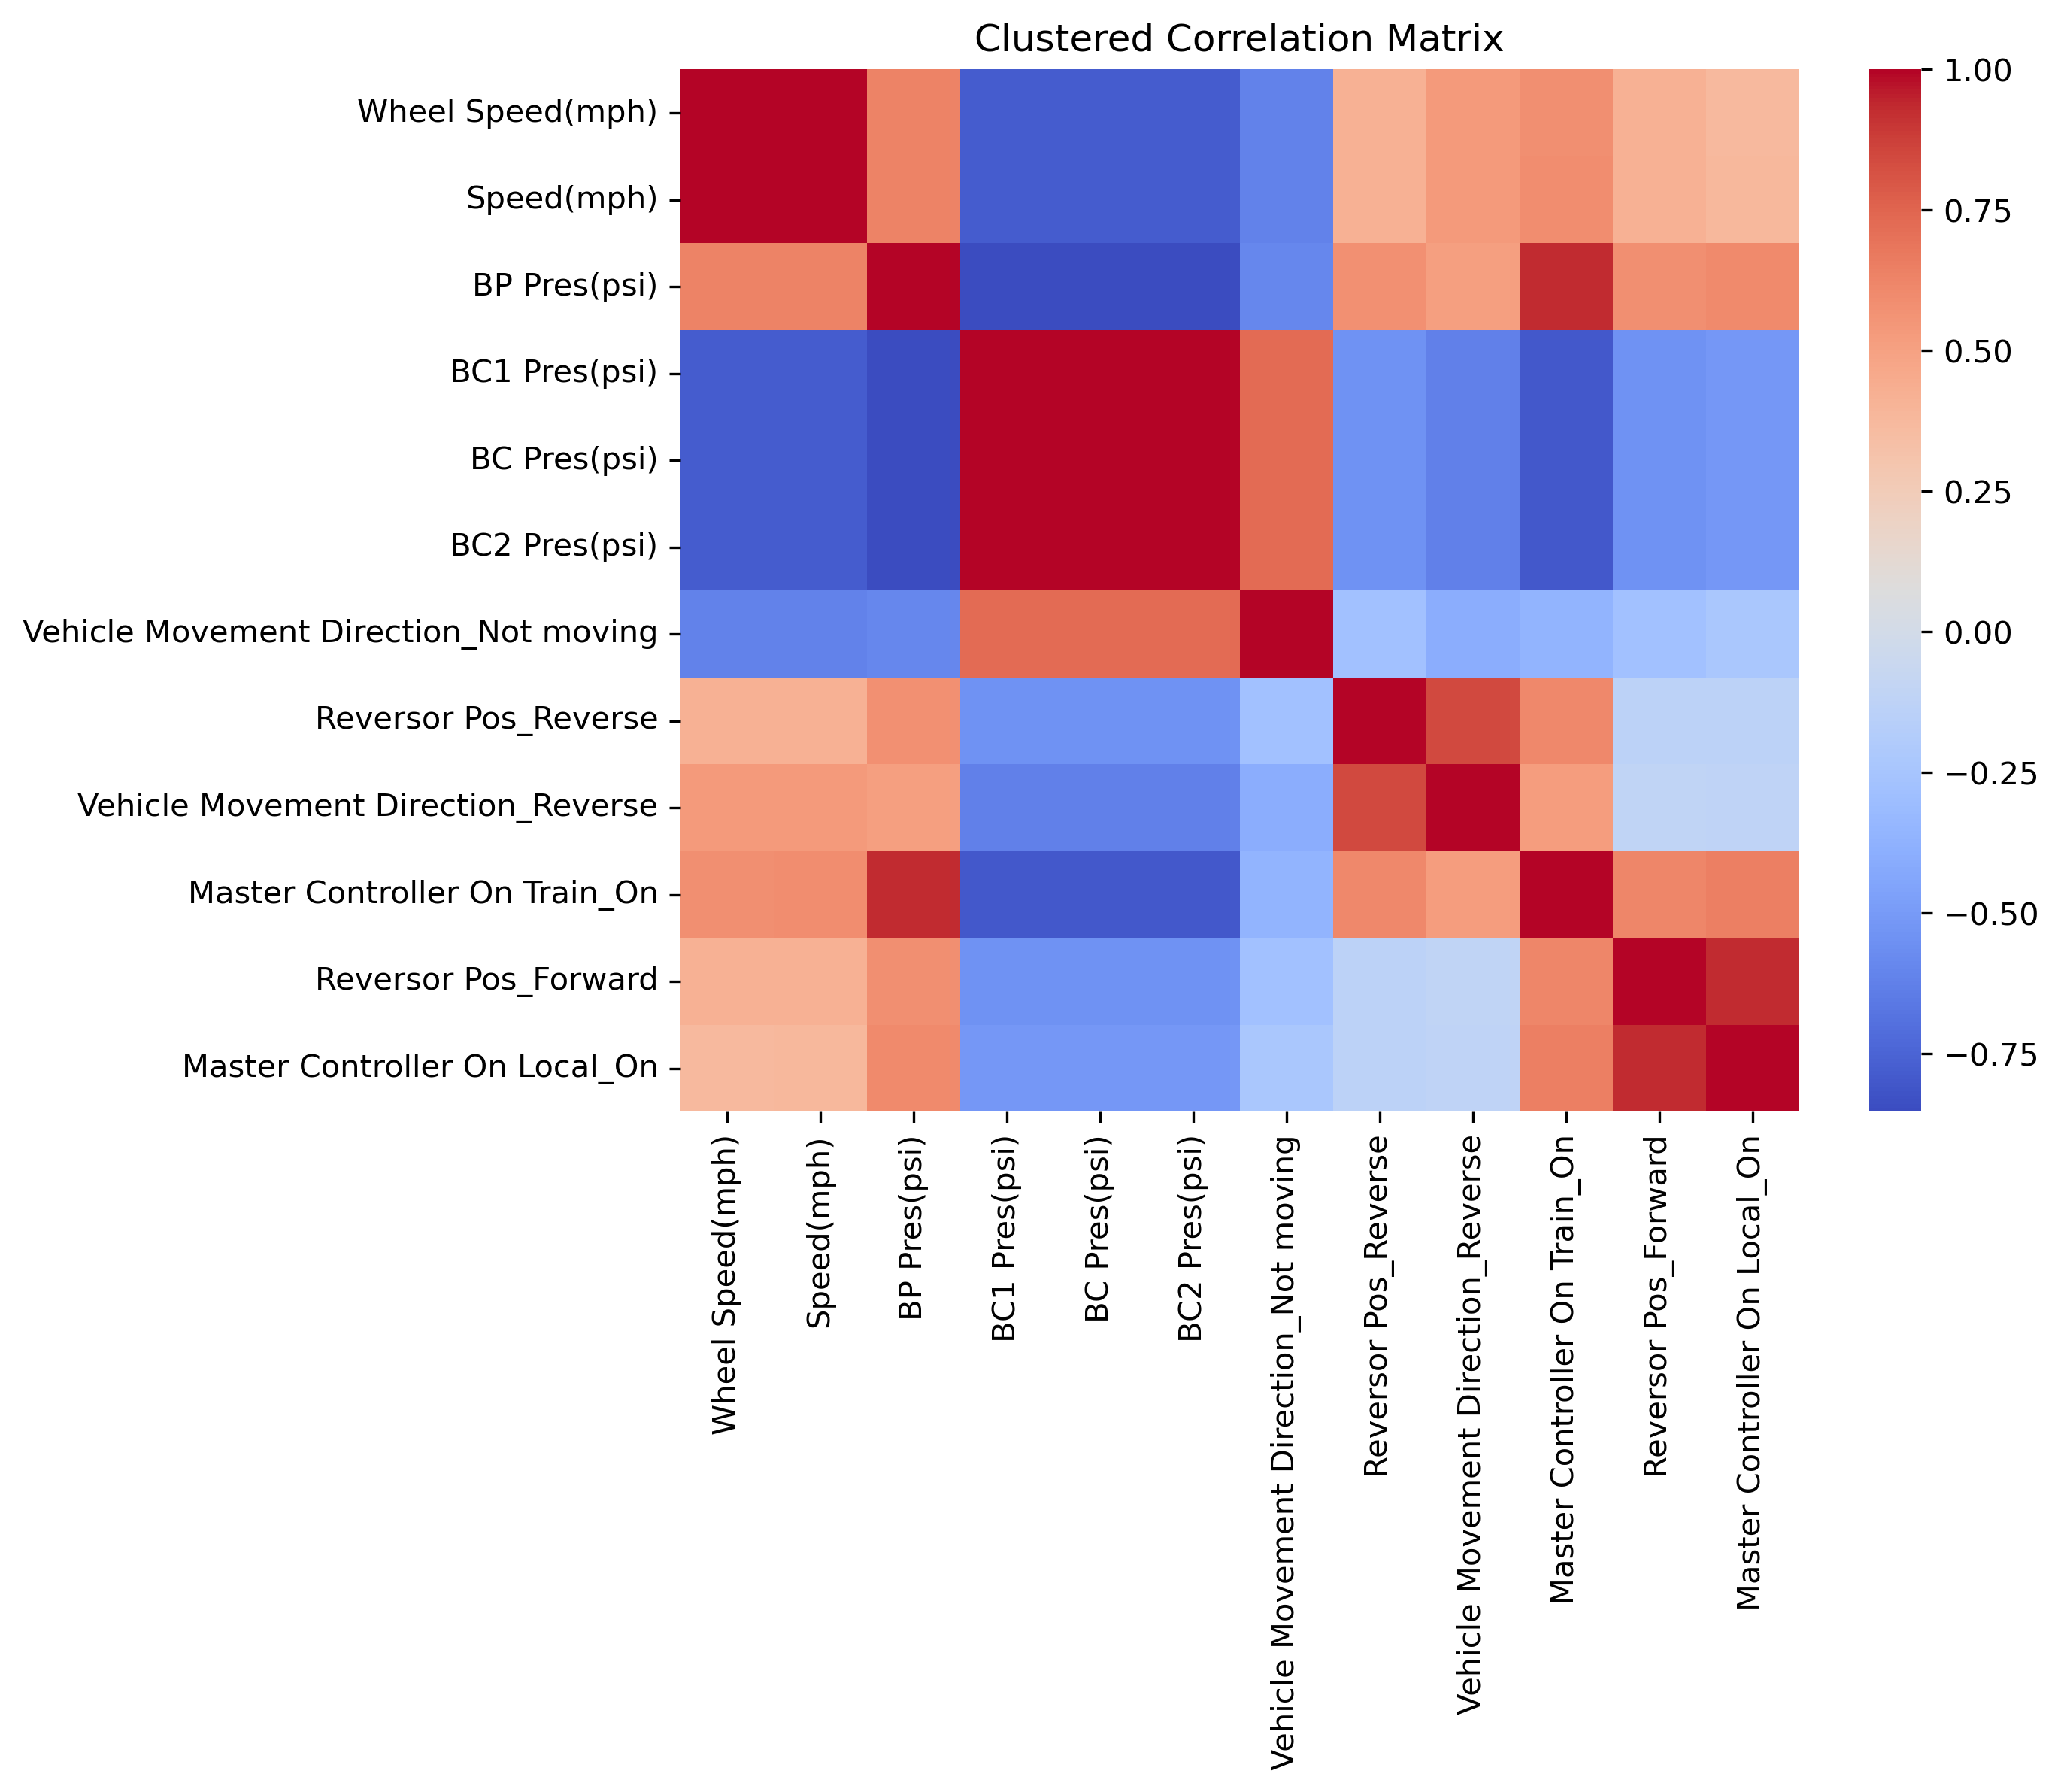 Clustered Correlation Matrix
Wheel Speed(mph)
Speed(mph)
BP Pres(psi)
BC1 Pres(psi)
BC Pres(psi)
BC2 Pres(psi)
Vehicle Movement Direction_Not moving
Reversor Pos_Reverse
Vehicle Movement Direction_Reverse
Master Controller On Train_On
Reversor Pos_Forward
Master Controller On Local_On
Wheel Speed(mph)
Speed(mph)
BP Pres(psi)
BC1 Pres(psi)
BC Pres(psi)
BC2 Pres(psi)
Vehicle Movement Direction_Not moving
Reversor Pos_Reverse
Vehicle Movement Direction_Reverse
Master Controller On Train_On
Reversor Pos_Forward
Master Controller On Local_On
1.00
0.75
0.50
0.25
0.00
−0.25
−0.50
−0.75